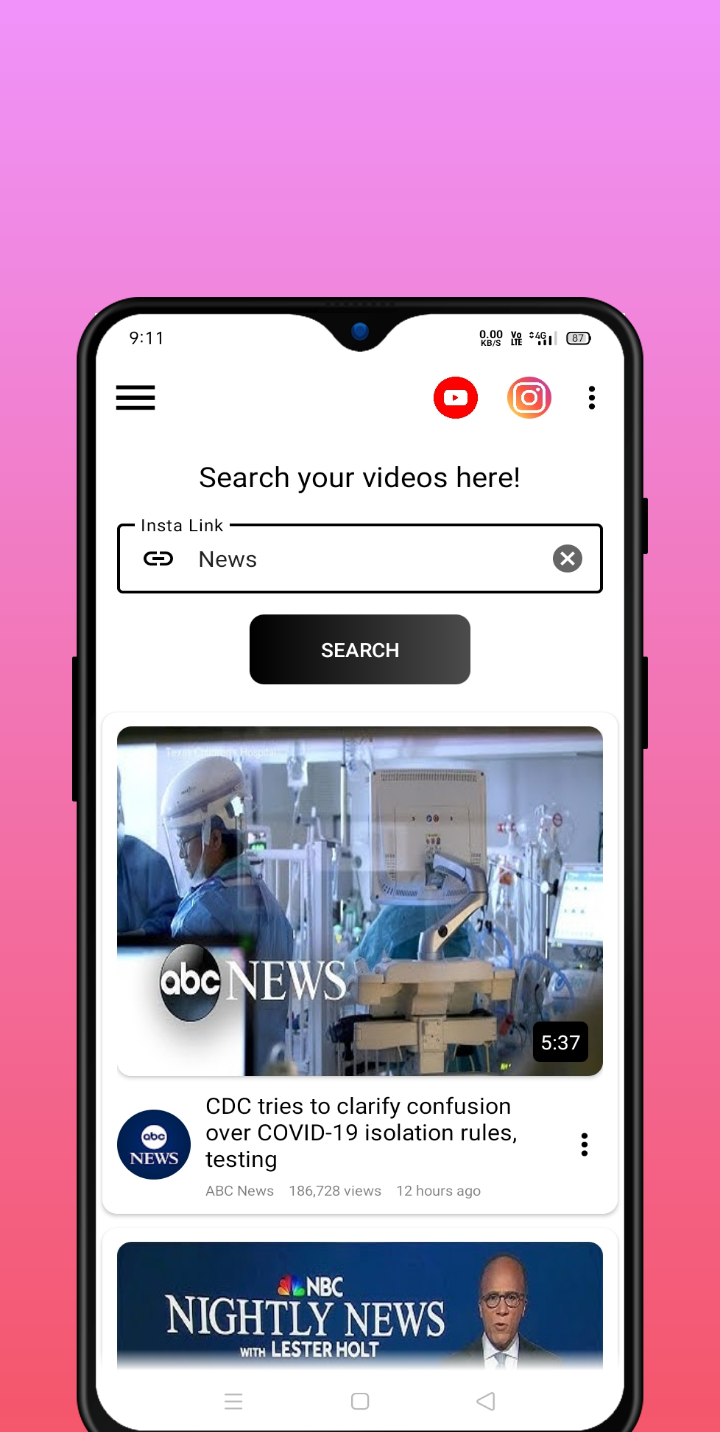 9:11
0.00
KB/S
Vo
LTE
4G
87
Search your videos here!
Insta Link
News
SEARCH
abc NEWS
5:37
CDC tries to clarify confusion
over COVID-19 isolation rules,
testing
abc
NEWS
ABC News 186,728 views 12 hours ago
NBC
NIGHTLY NEWS
WITH LESTER HOLT